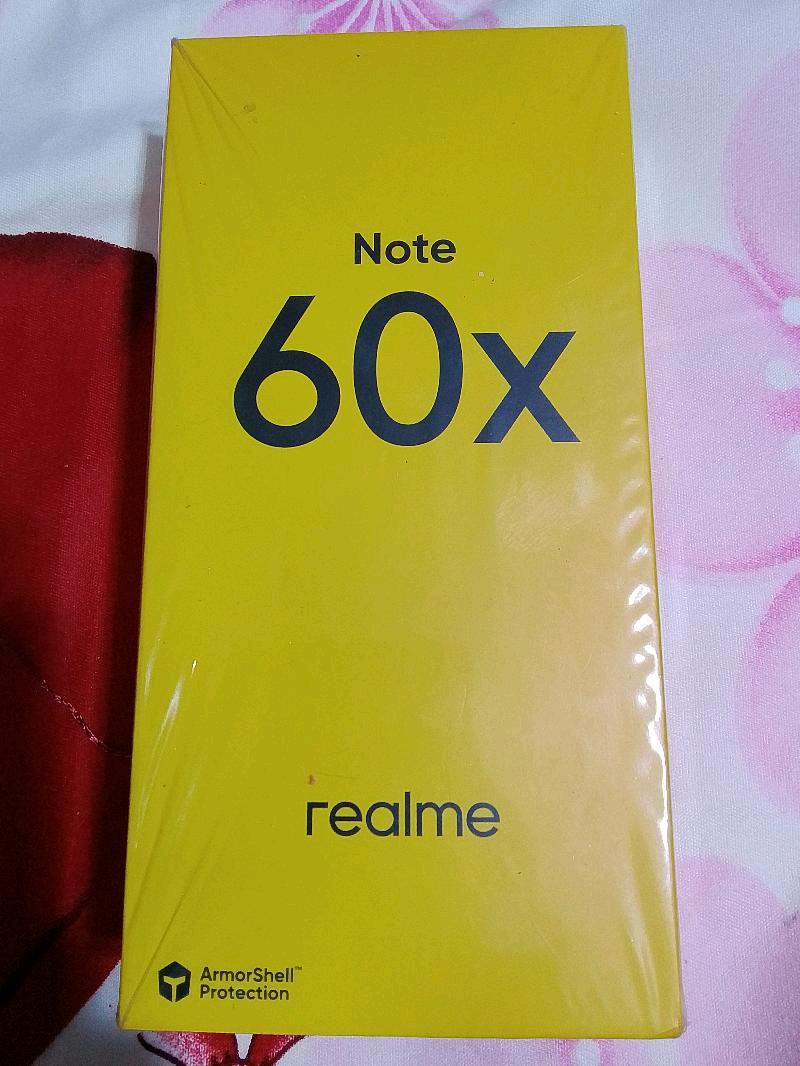 Note
60x
realme
ArmorShell™
Protection